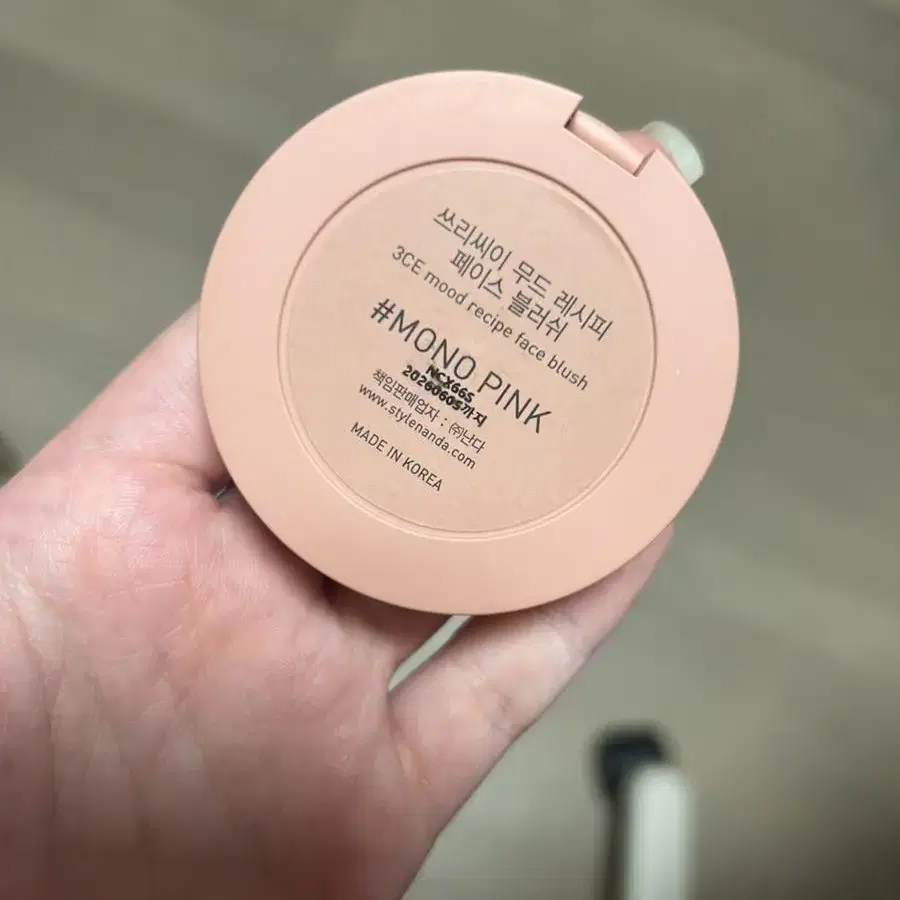 쓰리씨이 무드 레시피
페이스 블러쉬
3CE mood recipe face blush
#MONO PINK
NCX66S
20260605까지
책임판매업자 : ㈜난다
www.stylenanda.com
MADE IN KOREA